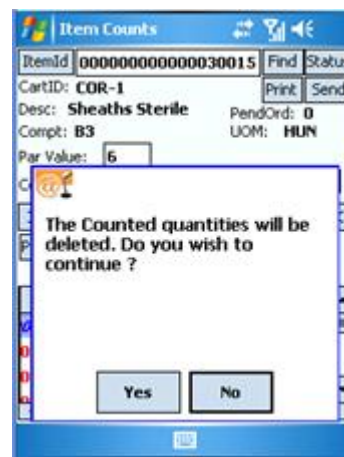 Item Counts
ItemId 000000000000030015 Find Status
CartID: COR-1 Print Send
Desc: Sheaths Sterile PendOrd: 0
Compt: B3 UOM: HUN
Par Value: 6
The Counted quantities will be
deleted. Do you wish to
continue ?
Yes No